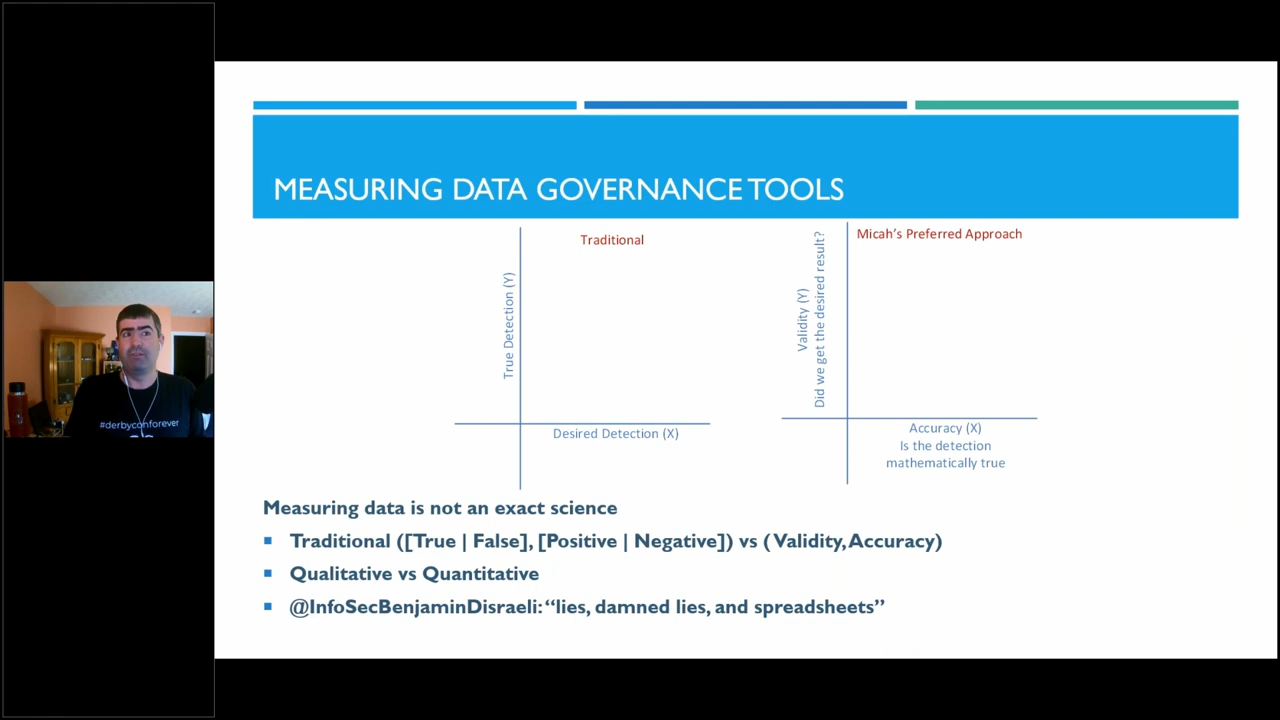 MEASURING DATA GOVERNANCE TOOLS
Traditional
True Detection (Y)
Desired Detection (X)
Micah's Preferred Approach
Validity (Y)
Did we get the desired result?
Accuracy (X)
Is the detection
mathematically true
Measuring data is not an exact science
Traditional ([True | False], [Positive | Negative]) vs (Validity, Accuracy)
Qualitative vs Quantitative
@InfoSecBenjaminDisraeli: “lies, damned lies, and spreadsheets”
#derbyconforever